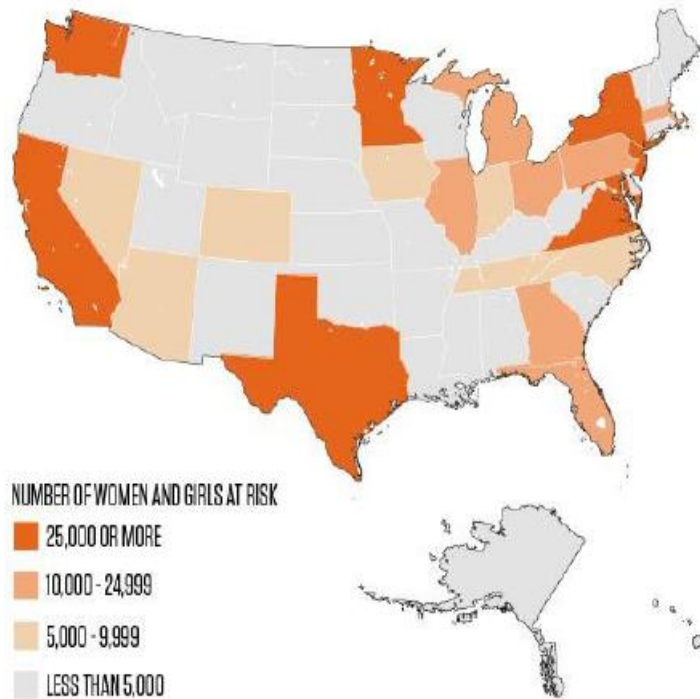 NUMBER OF WOMEN AND GIRLS AT RISK
25,000 OR MORE
10,000 - 24,999
5,000 - 9,999
LESS THAN 5,000